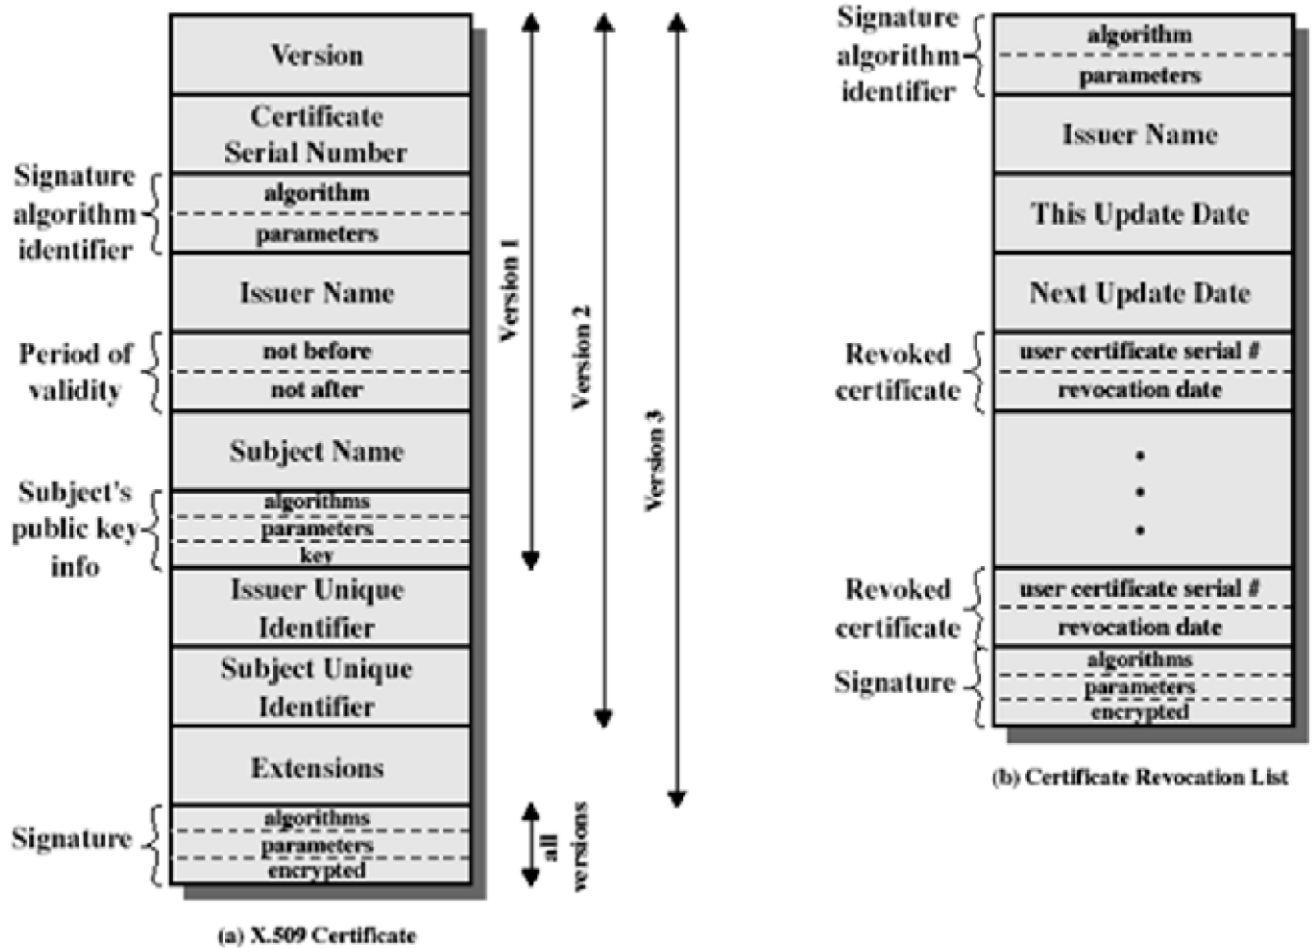 Version
Certificate
Serial Number
Signature
algorithm
identifier
algorithm
parameters
Issuer Name
Period of
validity
not before
not after
Subject Name
Subject's
public key
info
algorithms
parameters
key
Issuer Unique
Identifier
Subject Unique
Identifier
Extensions
Signature
algorithms
parameters
encrypted
Version 1
Version 2
Version 3
all
versions
(a) X.509 Certificate
Signature
algorithm
identifier
algorithm
parameters
Issuer Name
This Update Date
Next Update Date
Revoked
certificate
user certificate serial #
revocation date
Revoked
certificate
user certificate serial #
revocation date
Signature
algorithms
parameters
encrypted
(b) Certificate Revocation List